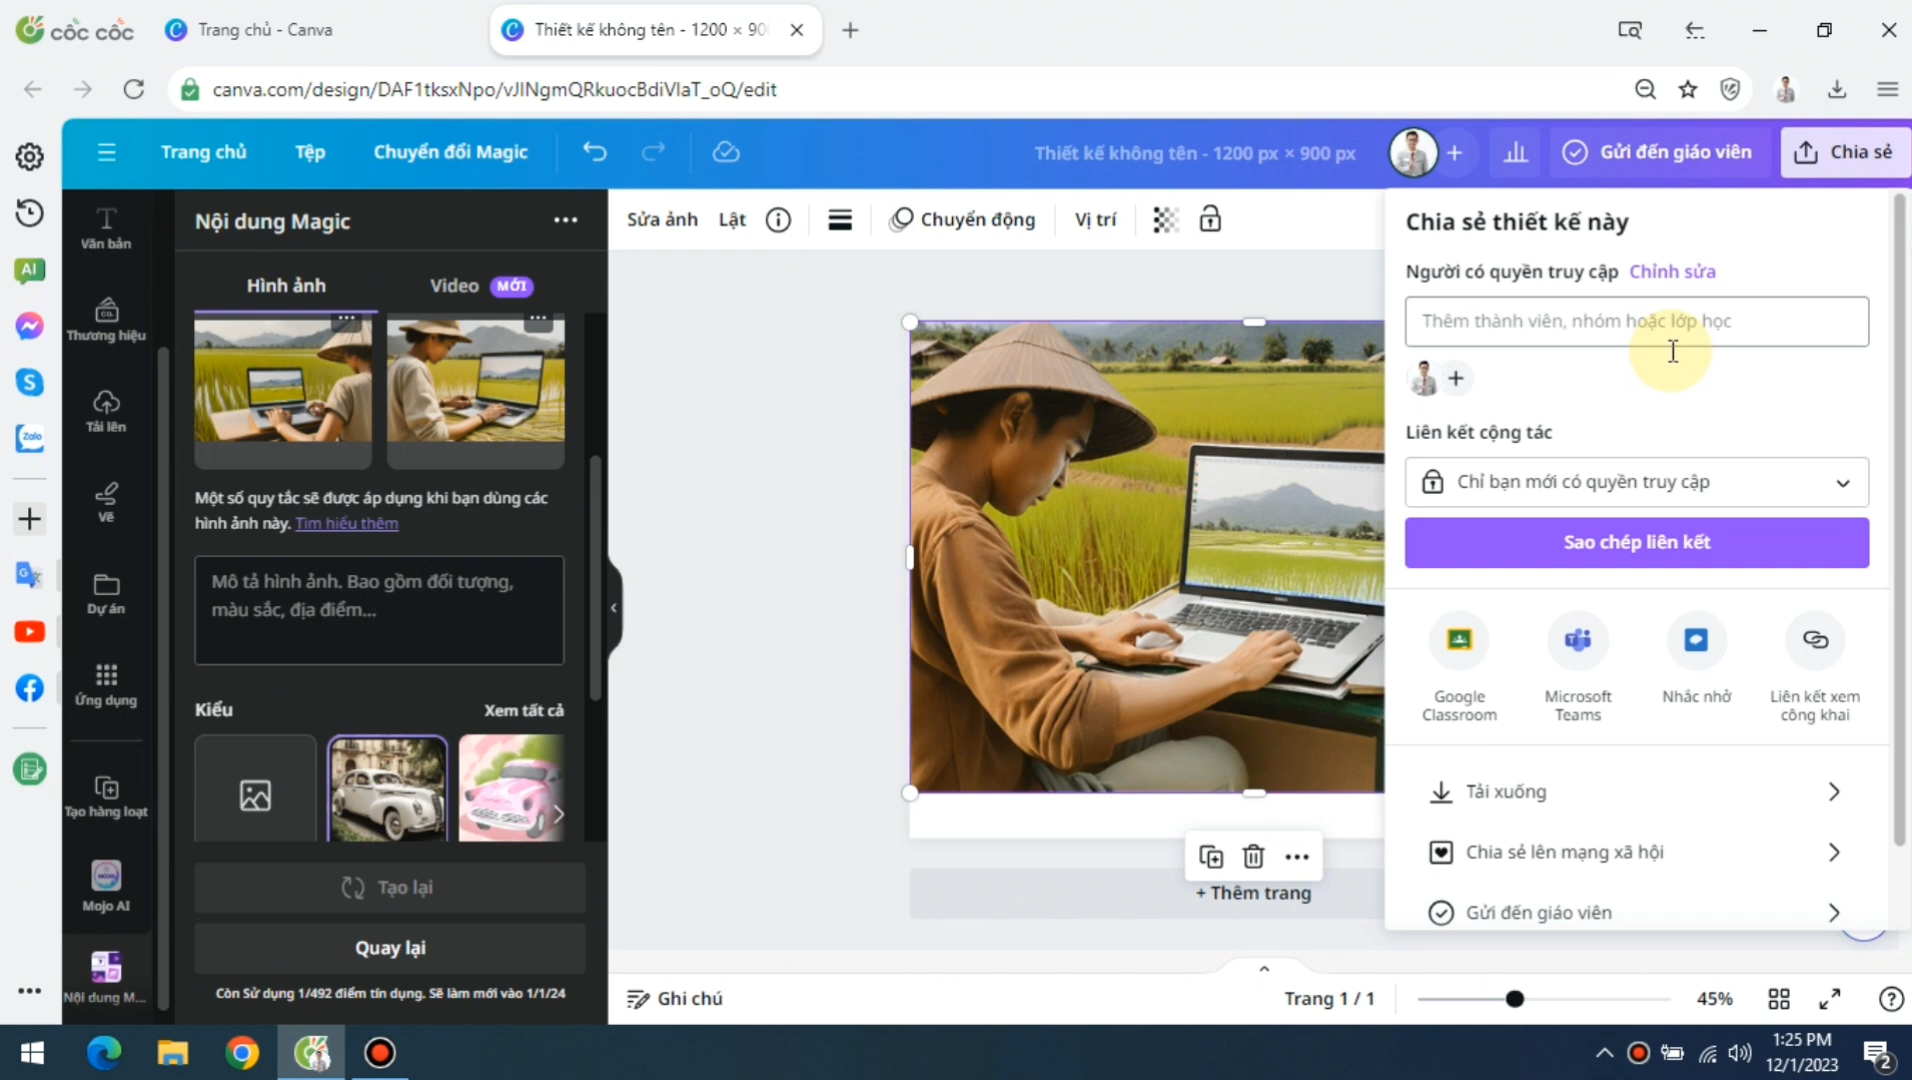 cốc cốc
Trang chủ - Canva
Thiết kế không tên - 1200 × 90
canva.com/design/DAF1tksxNpo/vJlNgmQRkuocBdiVlaT_oQ/edit
Trang chủ
Tệp
Chuyển đổi Magic
Thiết kế không tên - 1200 px × 900 px
Gửi đến giáo viên
Chia sẻ
Văn bản
Thương hiệu
Tải lên
Vẽ
Dự án
Ứng dụng
Tạo hàng loạt
Mojo AI
Nội dung M...
AI
Zalo
Nội dung Magic
Hình ảnh
Video MỚI
Một số quy tắc sẽ được áp dụng khi bạn dùng các
hình ảnh này. Tìm hiểu thêm
Mô tả hình ảnh. Bao gồm đối tượng,
màu sắc, địa điểm...
Kiểu
Xem tất cả
Tạo lại
Quay lại
Còn Sử dụng 1/492 điểm tín dụng. Sẽ làm mới vào 1/1/24
Sửa ảnh
Lật
Chuyển động
Vị trí
+ Thêm trang
Ghi chú
Trang 1 / 1
45%
Chia sẻ thiết kế này
Người có quyền truy cập Chỉnh sửa
Thêm thành viên, nhóm hoặc lớp học
Liên kết cộng tác
Chỉ bạn mới có quyền truy cập
Sao chép liên kết
Google
Classroom
Microsoft
Teams
Nhắc nhở
Liên kết xem
công khai
Tải xuống
Chia sẻ lên mạng xã hội
Gửi đến giáo viên
1:25 PM
12/1/2023
2